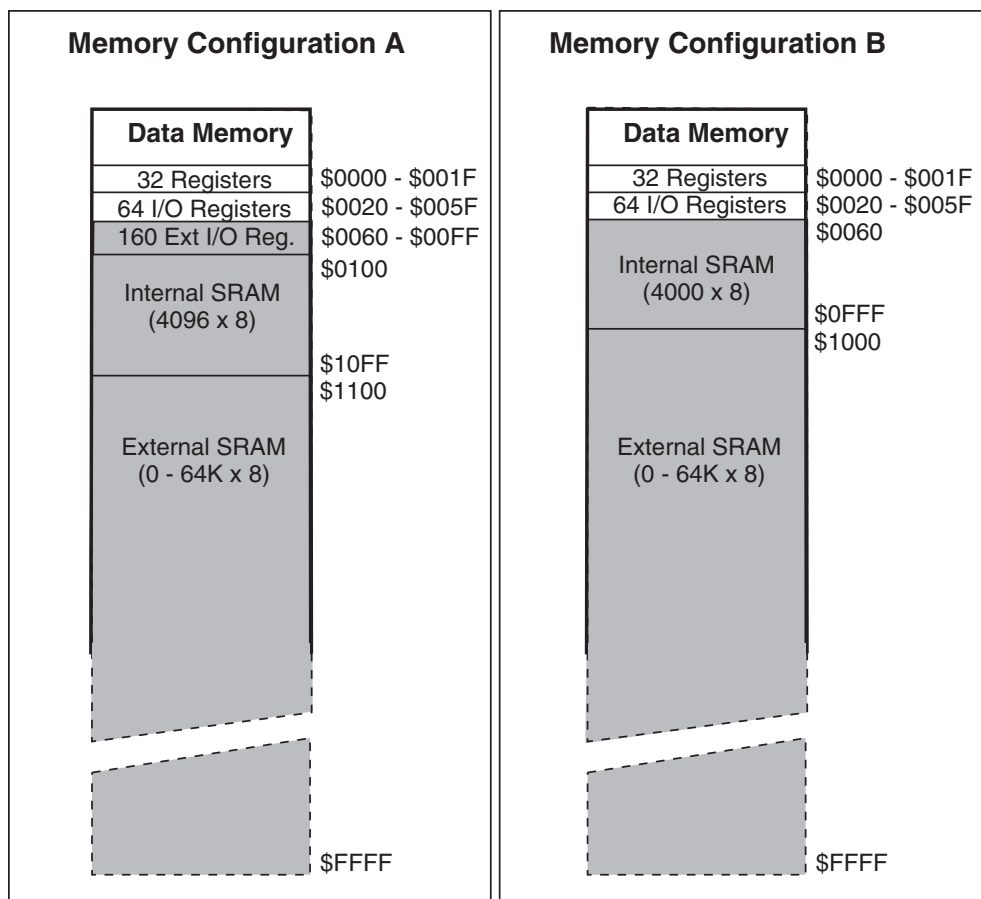 Memory Configuration A
Data Memory
32 Registers
$0000 - $001F
64 I/O Registers
$0020 - $005F
160 Ext I/O Reg.
$0060 - $00FF
$0100
Internal SRAM
(4096 x 8)
$10FF
$1100
External SRAM
(0 - 64K x 8)
$FFFF
Memory Configuration B
Data Memory
32 Registers
$0000 - $001F
64 I/O Registers
$0020 - $005F
$0060
Internal SRAM
(4000 x 8)
$0FFF
$1000
External SRAM
(0 - 64K x 8)
$FFFF